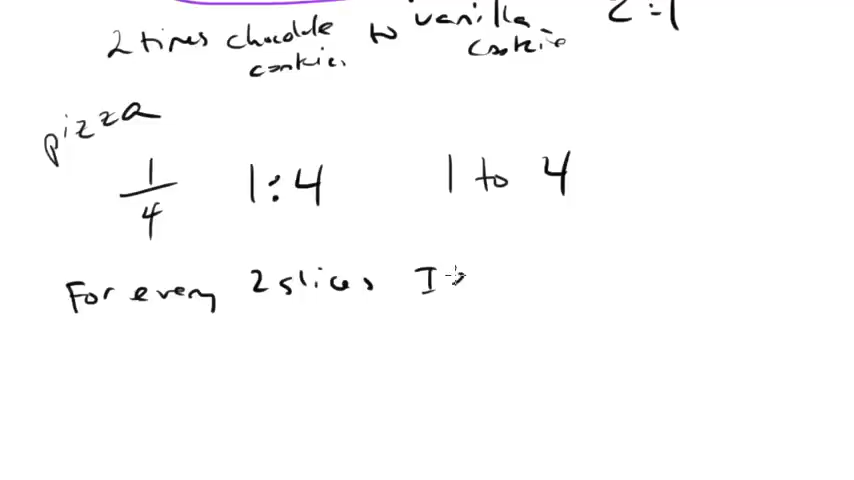 2 times chocolate to vanilla 2:1
cookies cookie
pizza
1/4 1:4 1 to 4
For every 2 slices I